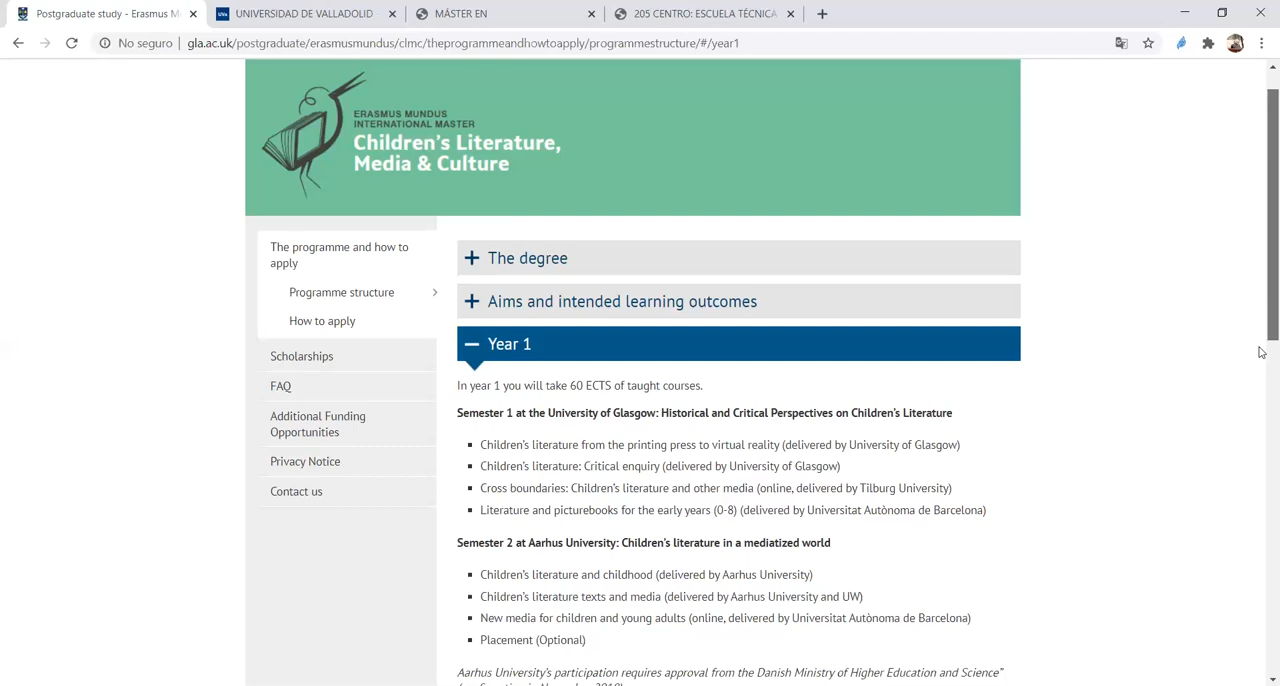 Postgraduate study - Erasmus M
UNIVERSIDAD DE VALLADOLID
MÁSTER EN
205 CENTRO: ESCUELA TÉCNICA
No seguro | gla.ac.uk/postgraduate/erasmusmundus/clmc/theprogrammeandhowtoapply/programmestructure/#/year1
ERASMUS MUNDUS
INTERNATIONAL MASTER
Children's Literature,
Media & Culture
The programme and how to
apply
Programme structure
How to apply
Scholarships
FAQ
Additional Funding
Opportunities
Privacy Notice
Contact us
The degree
Aims and intended learning outcomes
Year 1
In year 1 you will take 60 ECTS of taught courses.
Semester 1 at the University of Glasgow: Historical and Critical Perspectives on Children's Literature
Children's literature from the printing press to virtual reality (delivered by University of Glasgow)
Children's literature: Critical enquiry (delivered by University of Glasgow)
Cross boundaries: Children's literature and other media (online, delivered by Tilburg University)
Literature and picturebooks for the early years (0-8) (delivered by Universitat Autònoma de Barcelona)
Semester 2 at Aarhus University: Children's literature in a mediatized world
Children's literature and childhood (delivered by Aarhus University)
Children's literature texts and media (delivered by Aarhus University and UW)
New media for children and young adults (online, delivered by Universitat Autònoma de Barcelona)
Placement (Optional)
Aarhus University's participation requires approval from the Danish Ministry of Higher Education and Science"